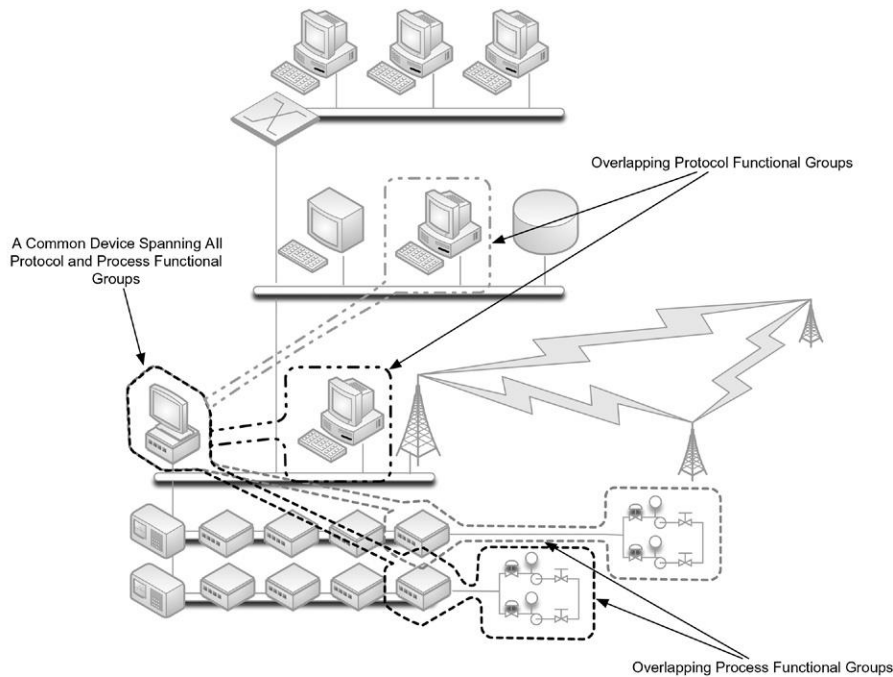 Overlapping Protocol Functional Groups
A Common Device Spanning All
Protocol and Process Functional
Groups
Overlapping Process Functional Groups